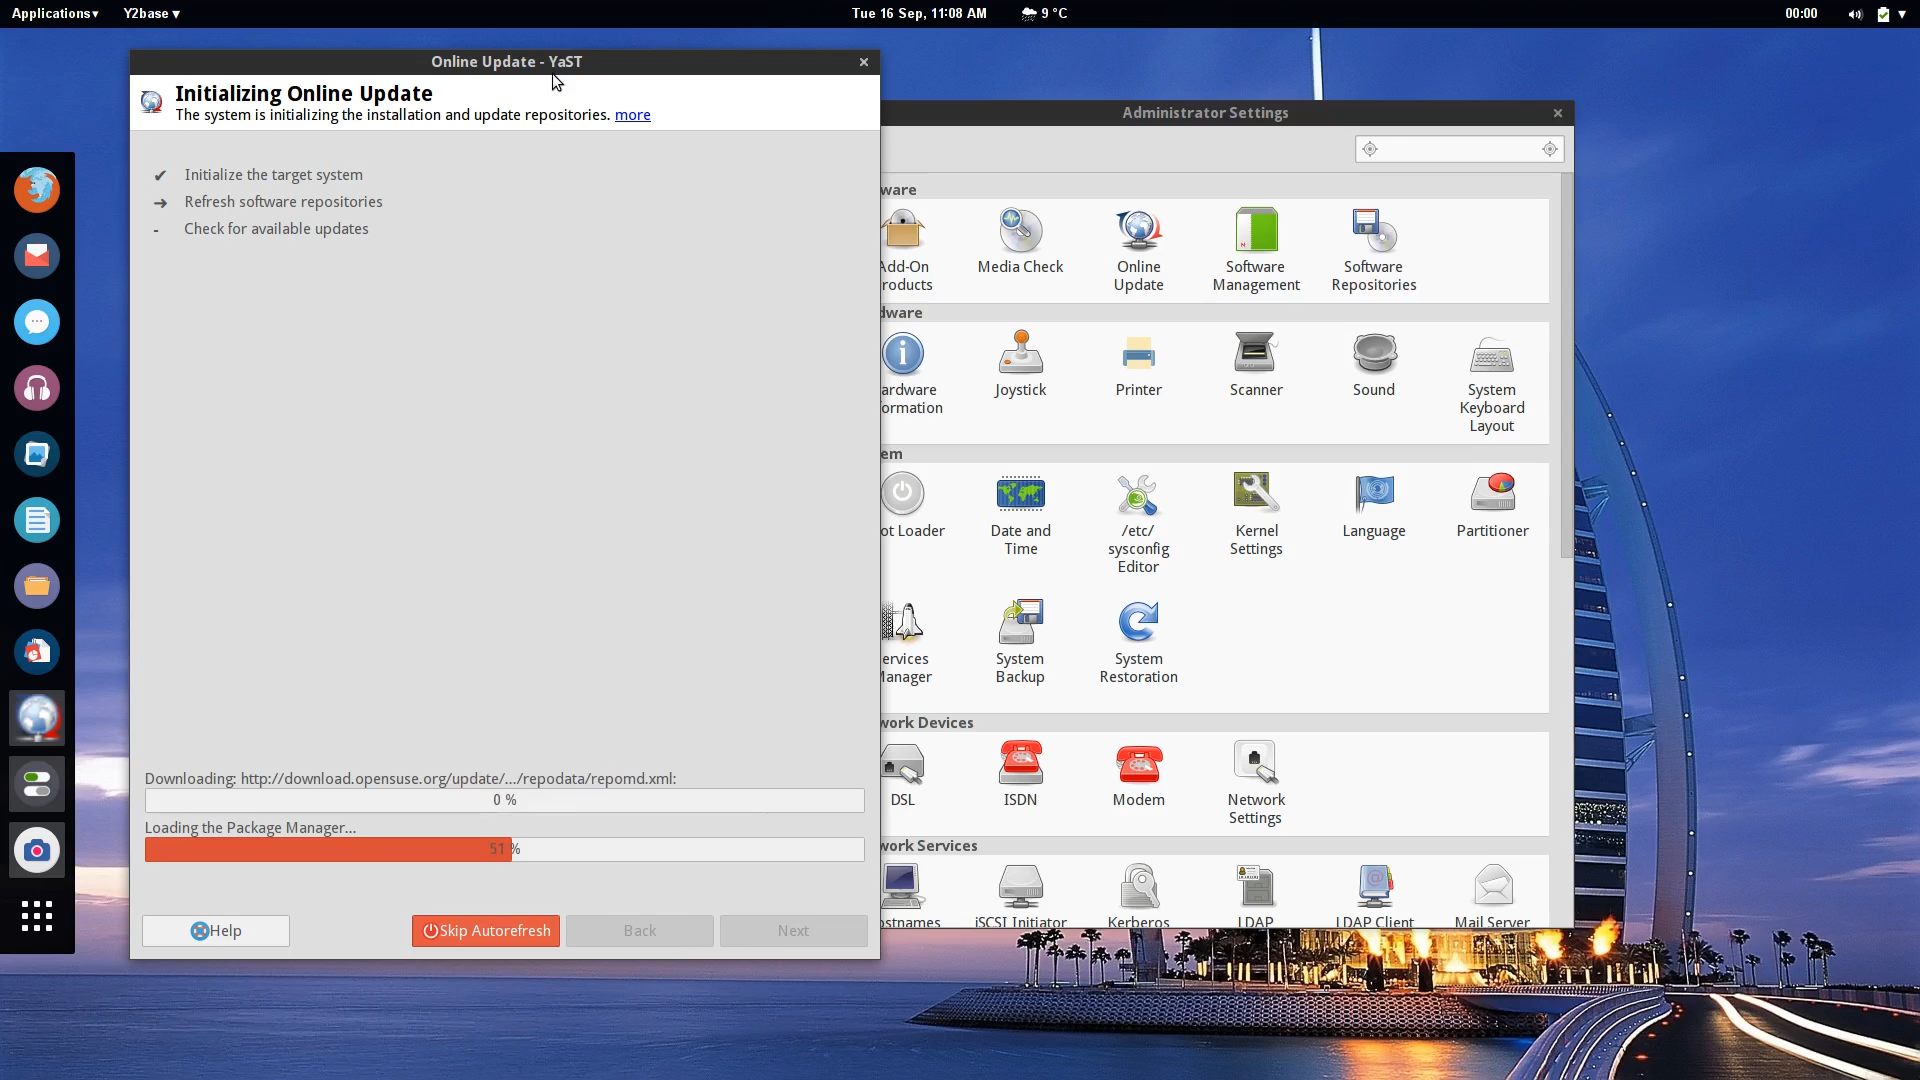 Applications▾ Y2base ▾ Tue 16 Sep, 11:08 AM 9 °C 00:00
Online Update - YaST
Initializing Online Update
The system is initializing the installation and update repositories. more
✔ Initialize the target system
➔ Refresh software repositories
- Check for available updates
Downloading: http://download.opensuse.org/update/.../repodata/repomd.xml:
0 %
Loading the Package Manager...
51 %
Help Skip Autorefresh Back Next
Administrator Settings
ware
Add-On
roducts
Media Check
Online
Update
Software
Management
Software
Repositories
dware
ardware
ormation
Joystick
Printer
Scanner
Sound
System
Keyboard
Layout
em
ot Loader
Date and
Time
/etc/
sysconfig
Editor
Kernel
Settings
Language
Partitioner
ervices
Manager
System
Backup
System
Restoration
work Devices
DSL
ISDN
Modem
Network
Settings
work Services
ostnames
iSCSI Initiator
Kerberos
LDAP
LDAP Client
Mail Server